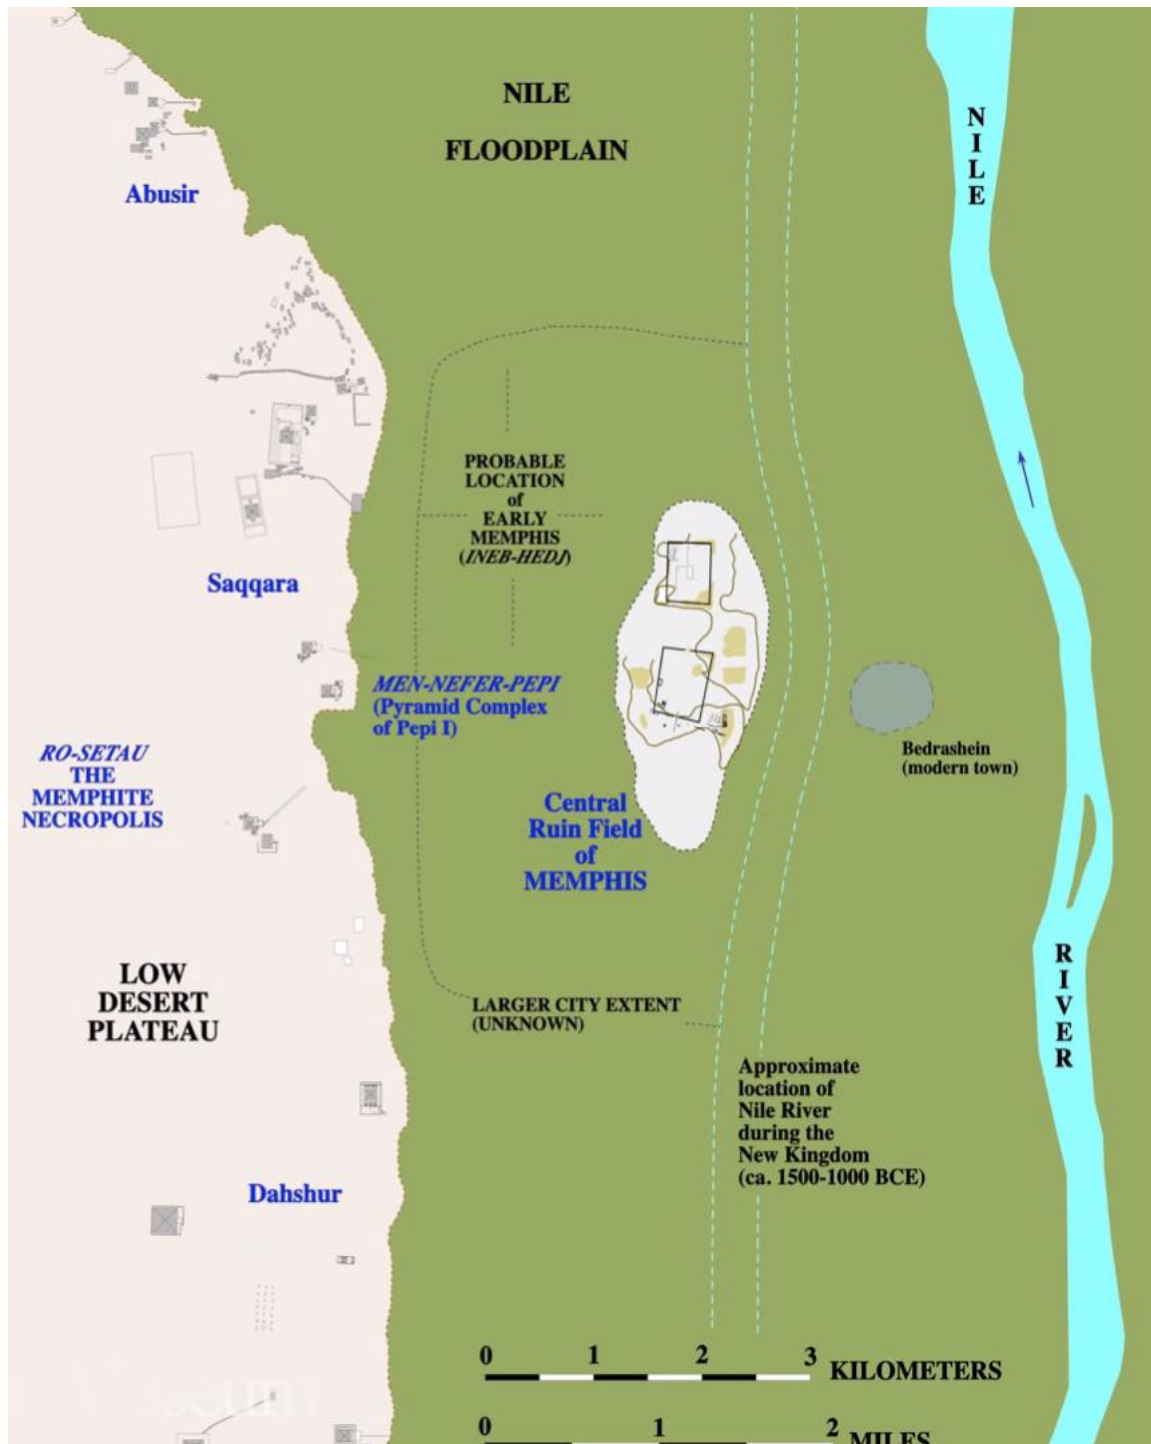 NILE
FLOODPLAIN
NILE
Abusir
PROBABLE
LOCATION
of
EARLY
MEMPHIS
(INEB-HEDJ)
Saqqara
MEN-NEFER-PEPI
(Pyramid Complex
of Pepi I)
RO-SETAU
THE
MEMPHITE
NECROPOLIS
Bedrashein
(modern town)
Central
Ruin Field
of
MEMPHIS
LOW
DESERT
PLATEAU
RIVER
LARGER CITY EXTENT
(UNKNOWN)
Approximate
location of
Nile River
during the
New Kingdom
(ca. 1500-1000 BCE)
Dahshur
0 1 2 3 KILOMETERS
0 1 2 MILES